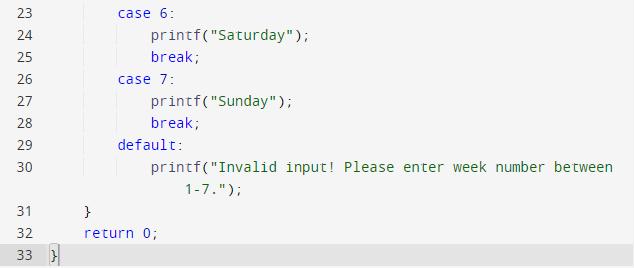 23 case 6:
24 printf("Saturday");
25 break;
26 case 7:
27 printf("Sunday");
28 break;
29 default:
30 printf("Invalid input! Please enter week number between
1-7.");
31 }
32 return 0;
33 }